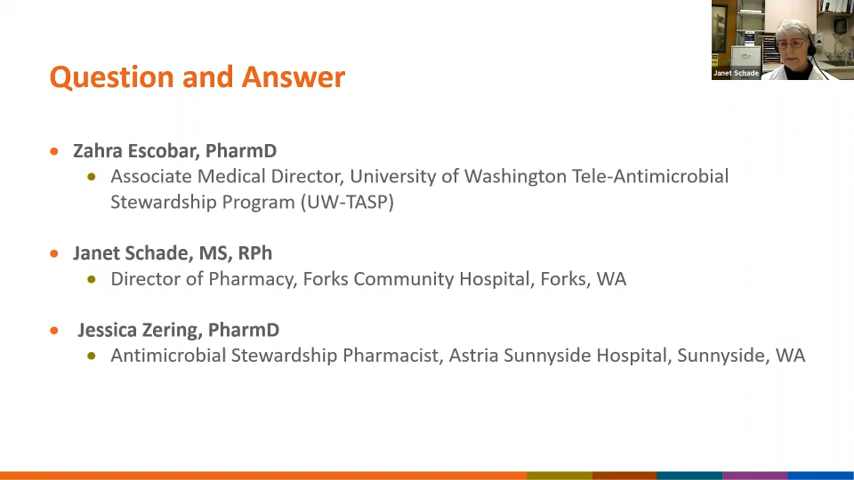 Janet Schade
Question and Answer
• Zahra Escobar, PharmD
• Associate Medical Director, University of Washington Tele-Antimicrobial
Stewardship Program (UW-TASP)
• Janet Schade, MS, RPh
• Director of Pharmacy, Forks Community Hospital, Forks, WA
• Jessica Zering, PharmD
• Antimicrobial Stewardship Pharmacist, Astria Sunnyside Hospital, Sunnyside, WA